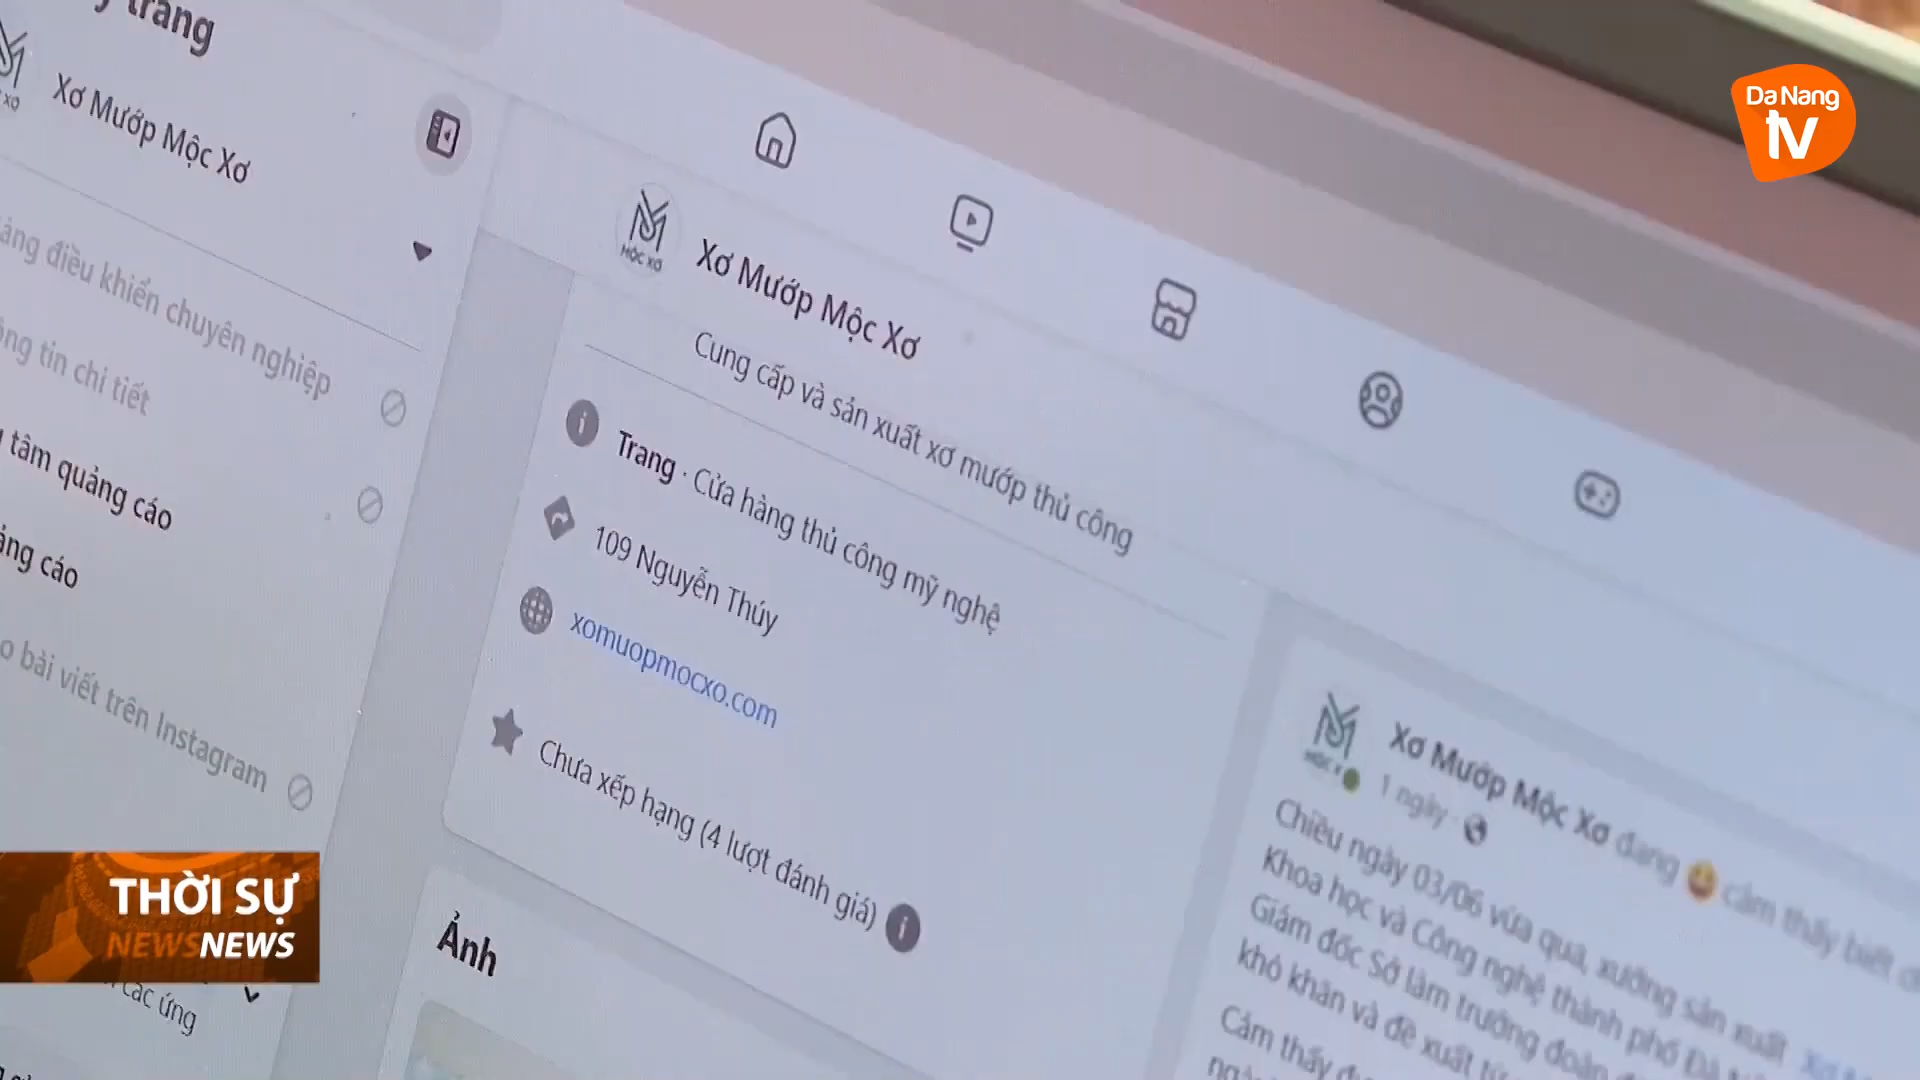 trang
Xơ Mướp Mộc Xơ
điều khiển chuyên nghiệp
tin chi tiết
tâm quảng cáo
cáo
bài viết trên Instagram
các ứng
MỘC XƠ
Xơ Mướp Mộc Xơ
Cung cấp và sản xuất xơ mướp thủ công
Trang · Cửa hàng thủ công mỹ nghệ
109 Nguyễn Thúy
xomuopmocxo.com
Chưa xếp hạng (4 lượt đánh giá)
Ảnh
Xơ Mướp Mộc Xơ đang 😃 cảm thấy biết
1 ngày
Chiều ngày 03/06 vừa qua, xưởng sản xuất
Khoa học và Công nghệ thành phố Đà
Giám đốc Sở làm trưởng đoàn
khó khăn và đề xuất từ
Cảm thấy
Da Nang
tv
THỜI SỰ
NEWSNEWS